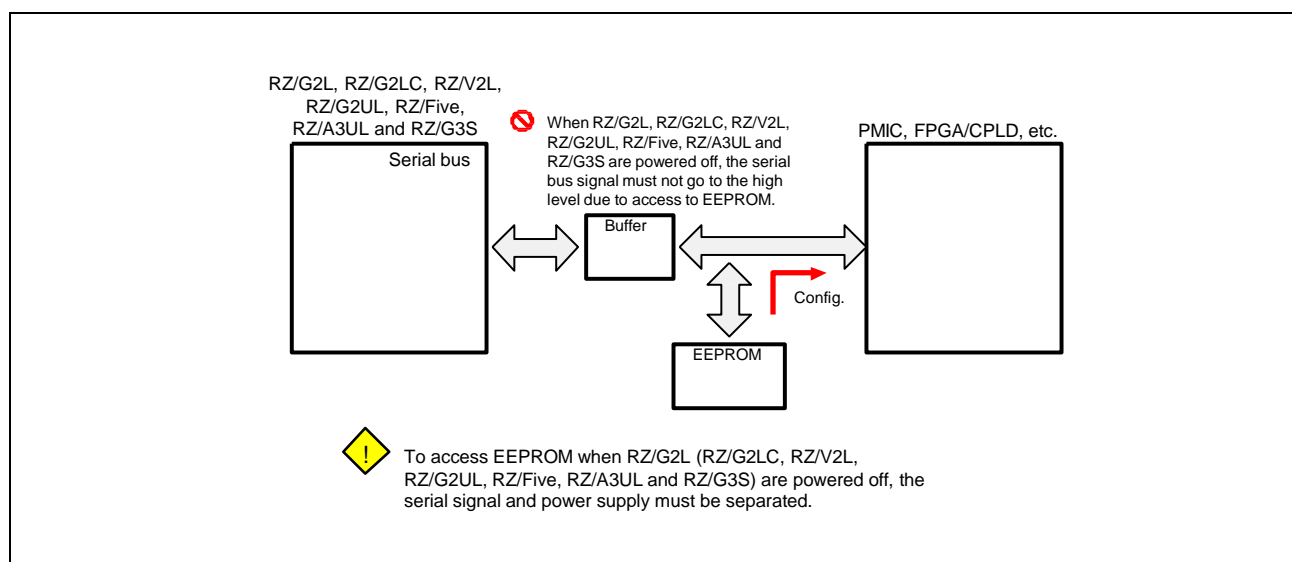 RZ/G2L, RZ/G2LC, RZ/V2L,
RZ/G2UL, RZ/Five,
RZ/A3UL and RZ/G3S
Serial bus
When RZ/G2L, RZ/G2LC, RZ/V2L,
RZ/G2UL, RZ/Five, RZ/A3UL and
RZ/G3S are powered off, the serial
bus signal must not go to the high
level due to access to EEPROM.
PMIC, FPGA/CPLD, etc.
Buffer
Config.
EEPROM
!
To access EEPROM when RZ/G2L (RZ/G2LC, RZ/V2L,
RZ/G2UL, RZ/Five, RZ/A3UL and RZ/G3S) are powered off, the
serial signal and power supply must be separated.